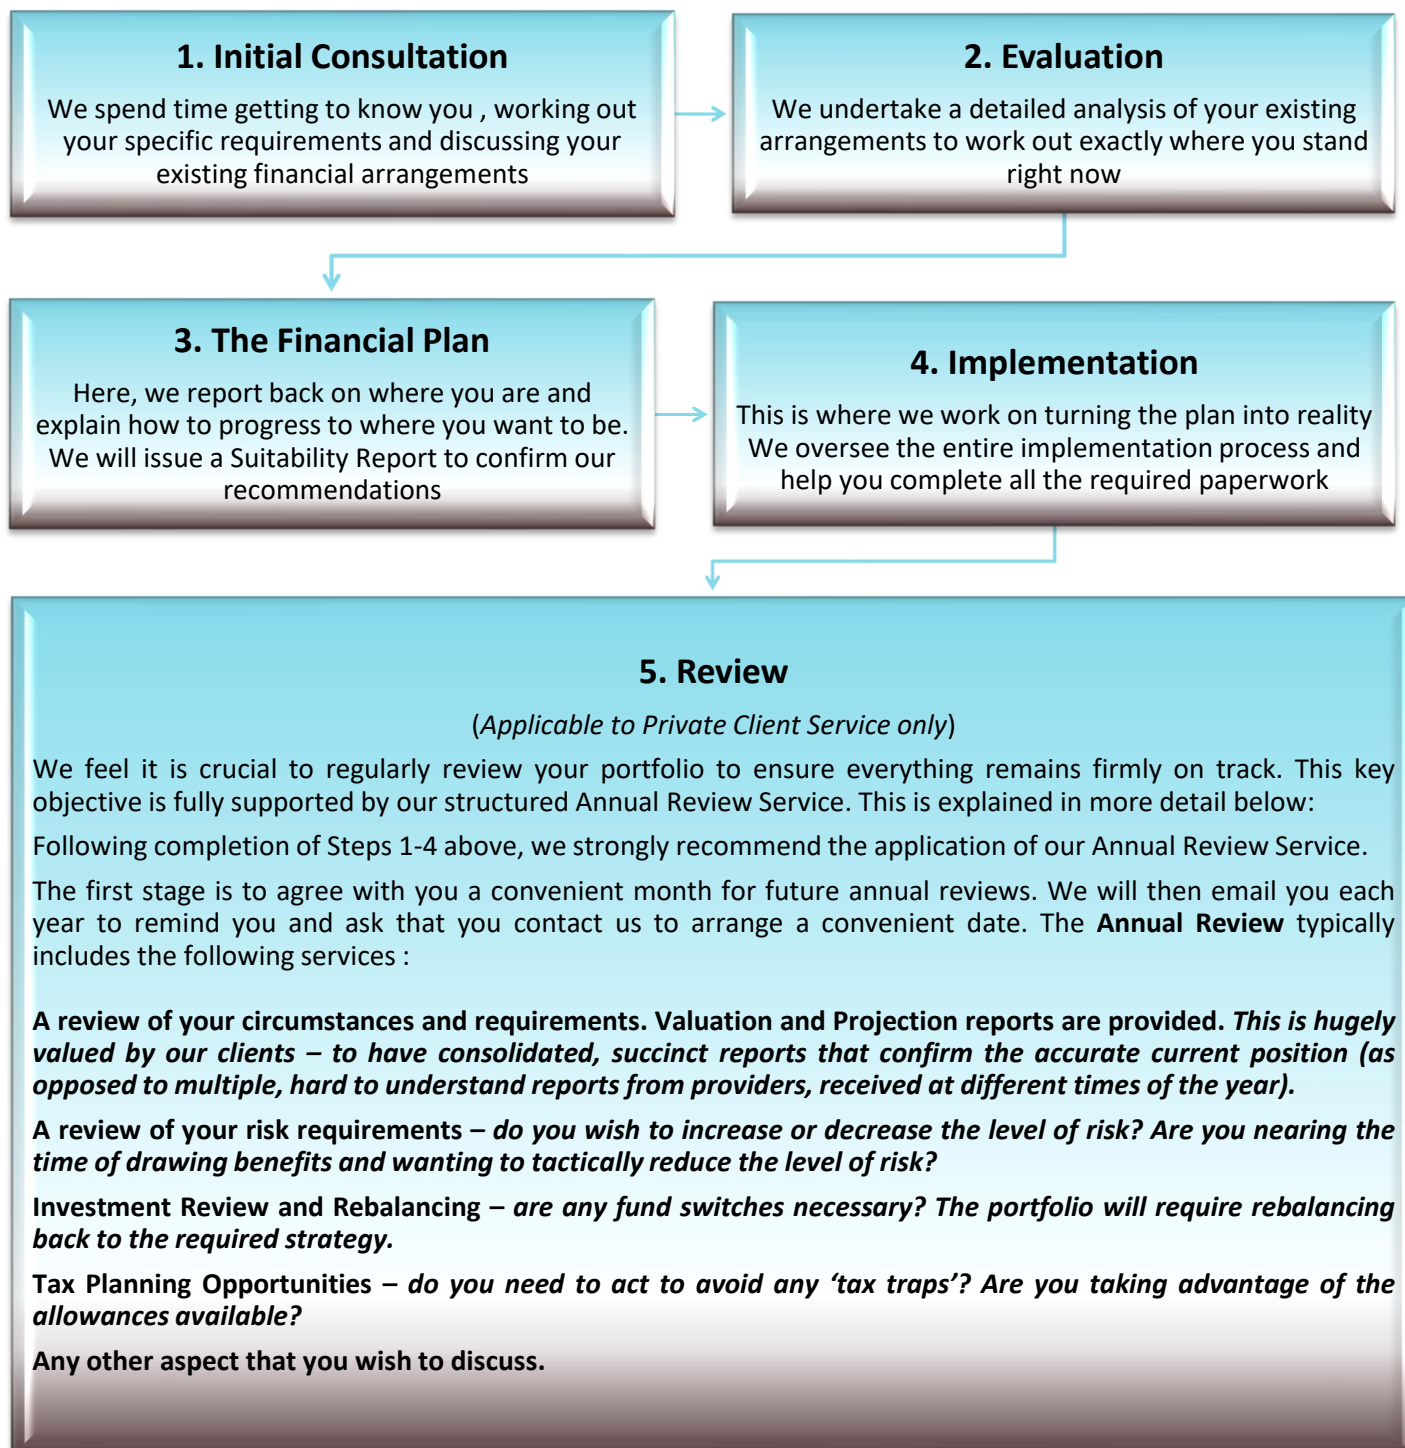 1. Initial Consultation
We spend time getting to know you , working out
your specific requirements and discussing your
existing financial arrangements
2. Evaluation
We undertake a detailed analysis of your existing
arrangements to work out exactly where you stand
right now
3. The Financial Plan
Here, we report back on where you are and
explain how to progress to where you want to be.
We will issue a Suitability Report to confirm our
recommendations
4. Implementation
This is where we work on turning the plan into reality
We oversee the entire implementation process and
help you complete all the required paperwork
5. Review
(Applicable to Private Client Service only)
We feel it is crucial to regularly review your portfolio to ensure everything remains firmly on track. This key
objective is fully supported by our structured Annual Review Service. This is explained in more detail below:
Following completion of Steps 1-4 above, we strongly recommend the application of our Annual Review Service.
The first stage is to agree with you a convenient month for future annual reviews. We will then email you each
year to remind you and ask that you contact us to arrange a convenient date. The Annual Review typically
includes the following services :
A review of your circumstances and requirements. Valuation and Projection reports are provided. This is hugely
valued by our clients – to have consolidated, succinct reports that confirm the accurate current position (as
opposed to multiple, hard to understand reports from providers, received at different times of the year).
A review of your risk requirements – do you wish to increase or decrease the level of risk? Are you nearing the
time of drawing benefits and wanting to tactically reduce the level of risk?
Investment Review and Rebalancing – are any fund switches necessary? The portfolio will require rebalancing
back to the required strategy.
Tax Planning Opportunities – do you need to act to avoid any ‘tax traps’? Are you taking advantage of the
allowances available?
Any other aspect that you wish to discuss.